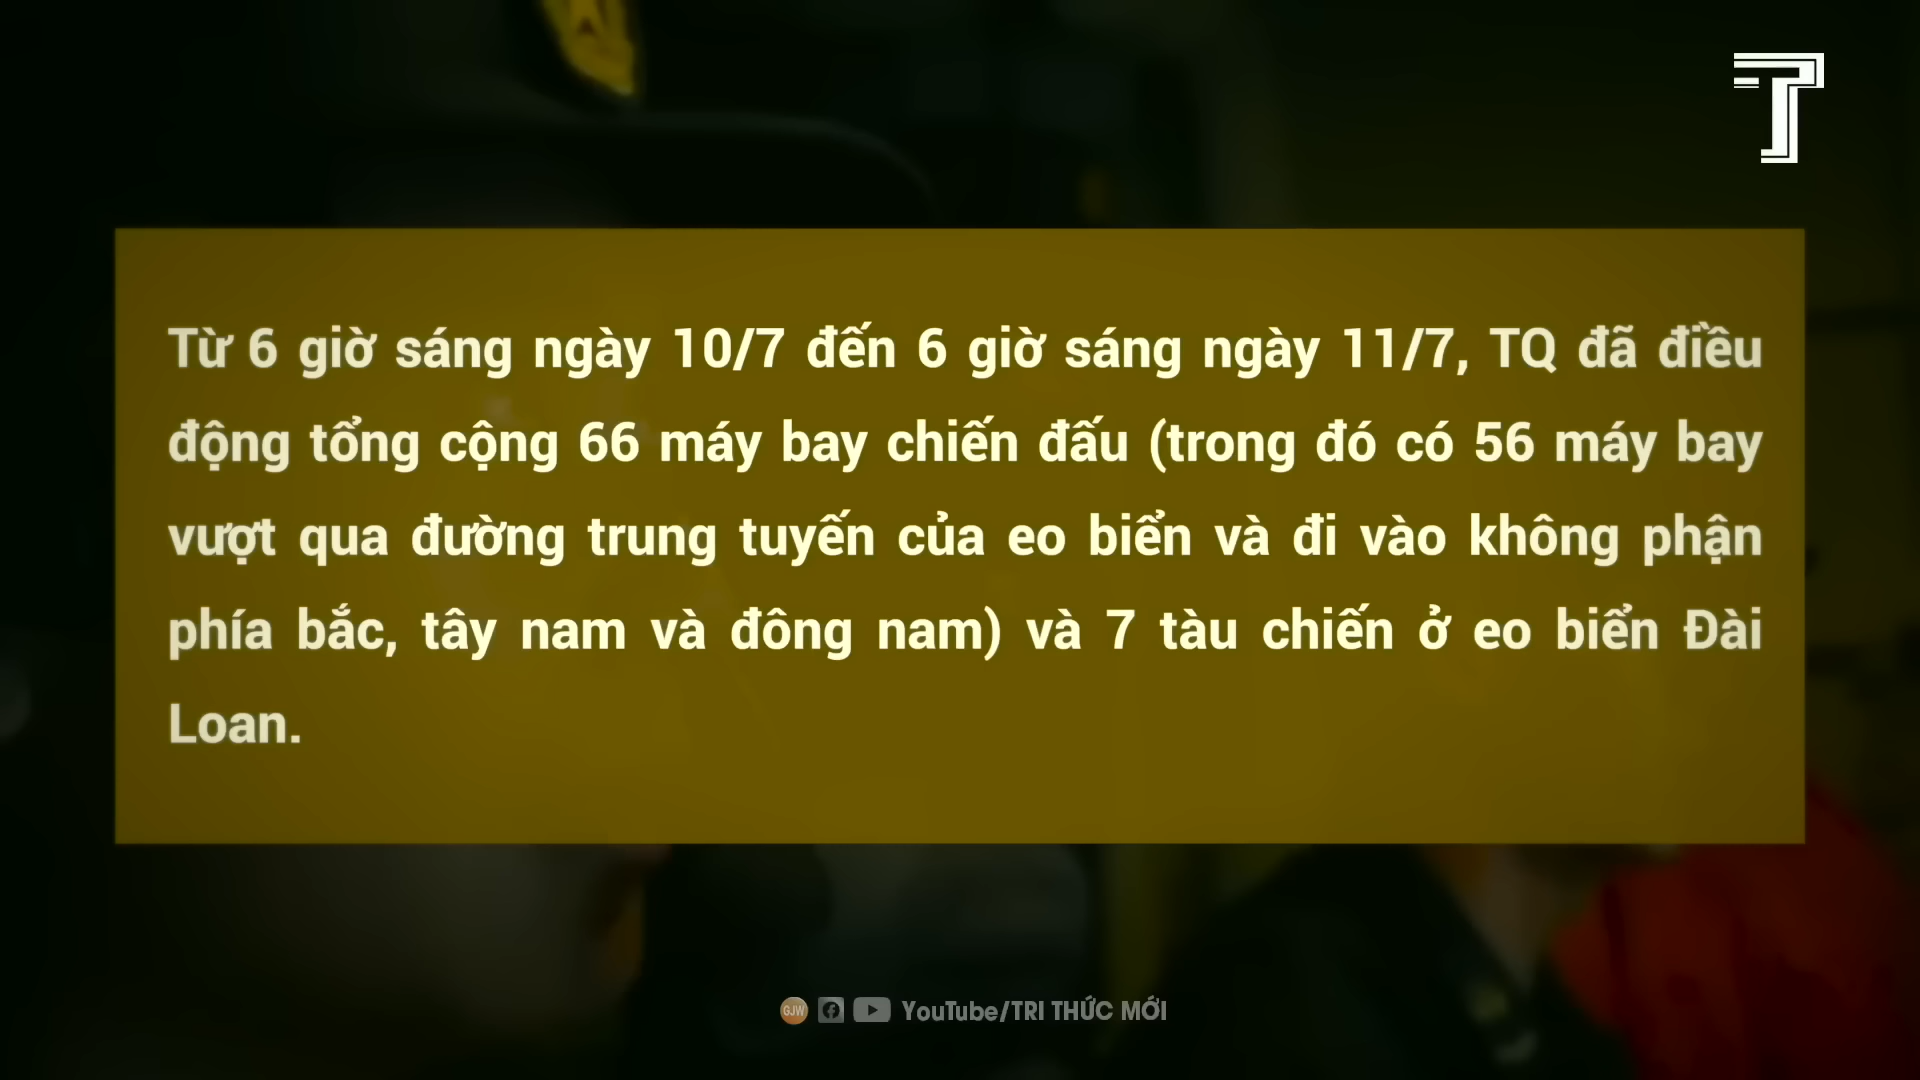 Từ 6 giờ sáng ngày 10/7 đến 6 giờ sáng ngày 11/7, TQ đã điều
động tổng cộng 66 máy bay chiến đấu (trong đó có 56 máy bay
vượt qua đường trung tuyến của eo biển và đi vào không phận
phía bắc, tây nam và đông nam) và 7 tàu chiến ở eo biển Đài
Loan.
GJW YouTube/TRI THỨC MỚI